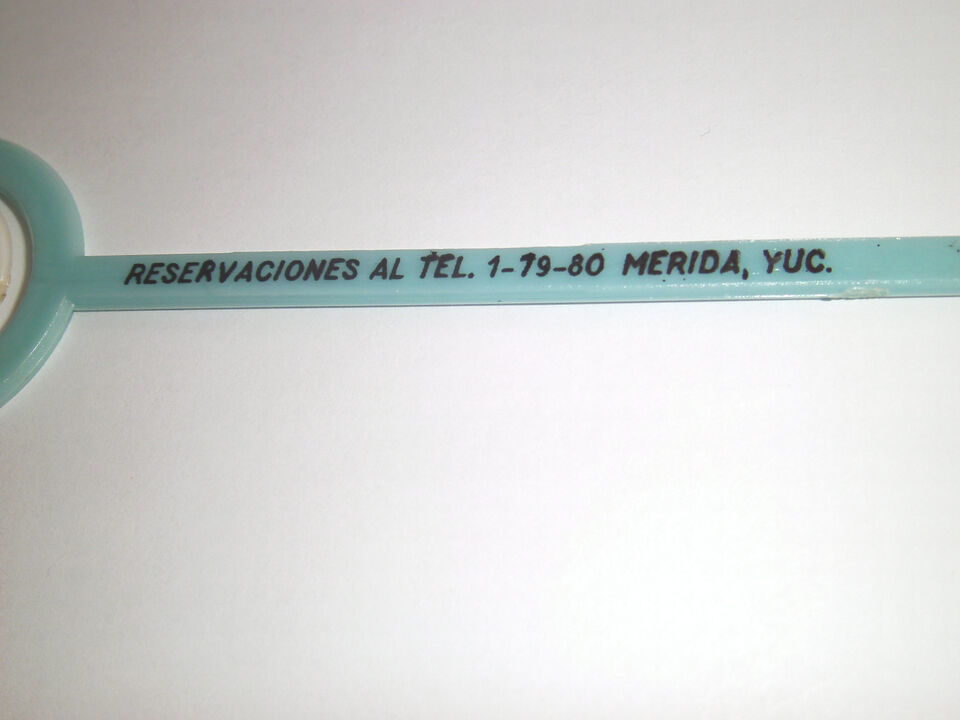 RESERVACIONES AL TEL. 1-79-80 MERIDA, YUC.